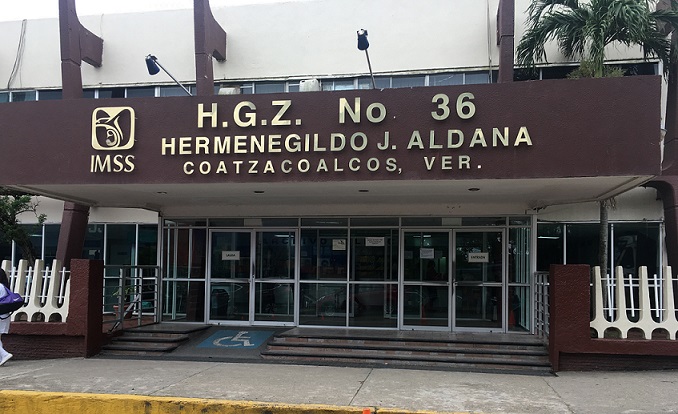 H.G.Z. No 36
HERMENEGILDO J. ALDANA
COATZACOALCOS, VER.
IMSS